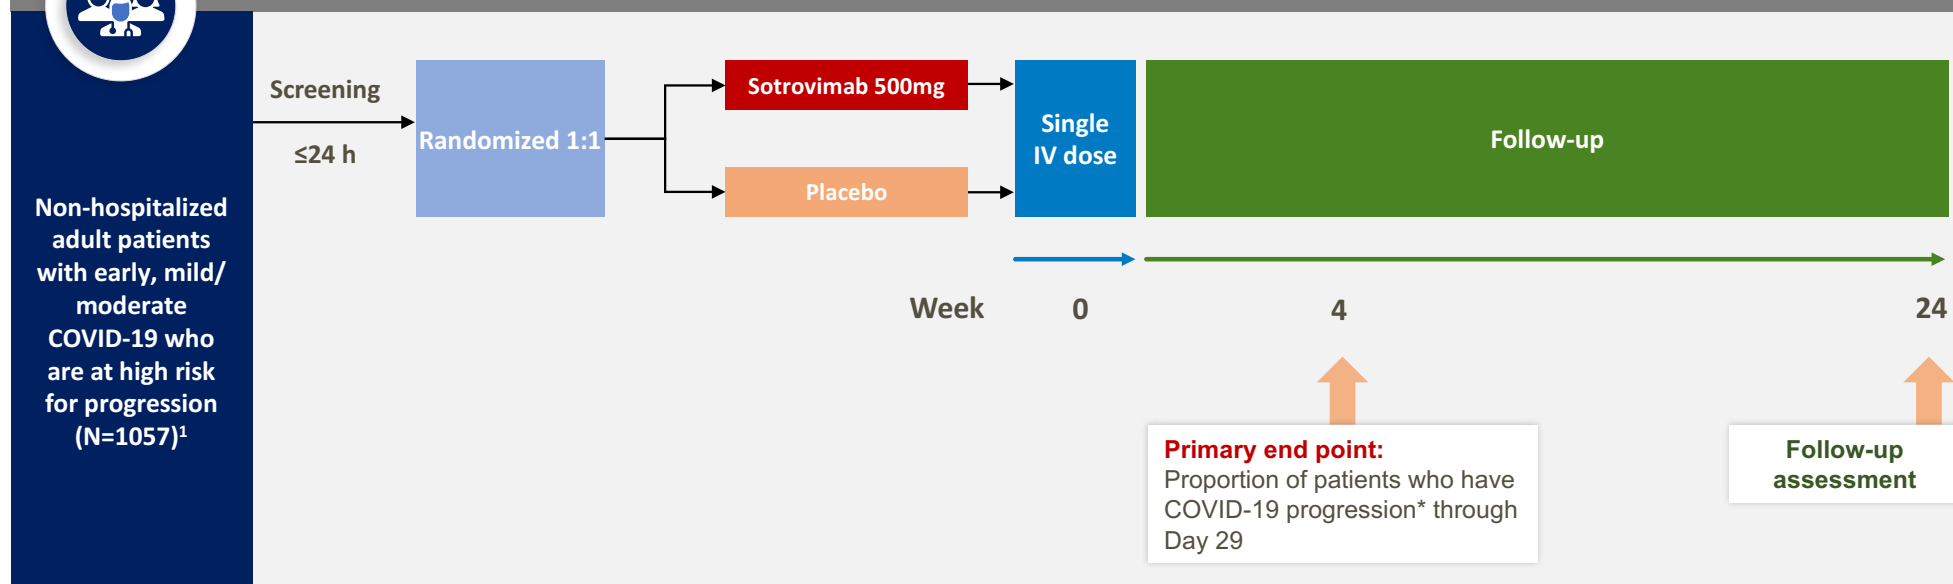 Non-hospitalized
adult patients
with early, mild/
moderate
COVID-19 who
are at high risk
for progression
(N=1057)¹
Screening
≤24 h
Randomized 1:1
Sotrovimab 500mg
Placebo
Single
IV dose
Follow-up
Week 0 4 24
Primary end point:
Proportion of patients who have
COVID-19 progression* through
Day 29
Follow-up
assessment